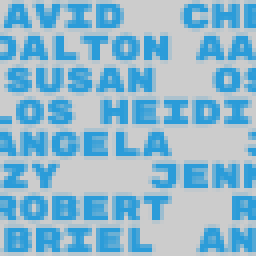 AVID CHE
DALTON AA
SUSAN OS
LOS HEIDI
ANGELA J
ZY JENN
ROBERT R
BRIEL AN